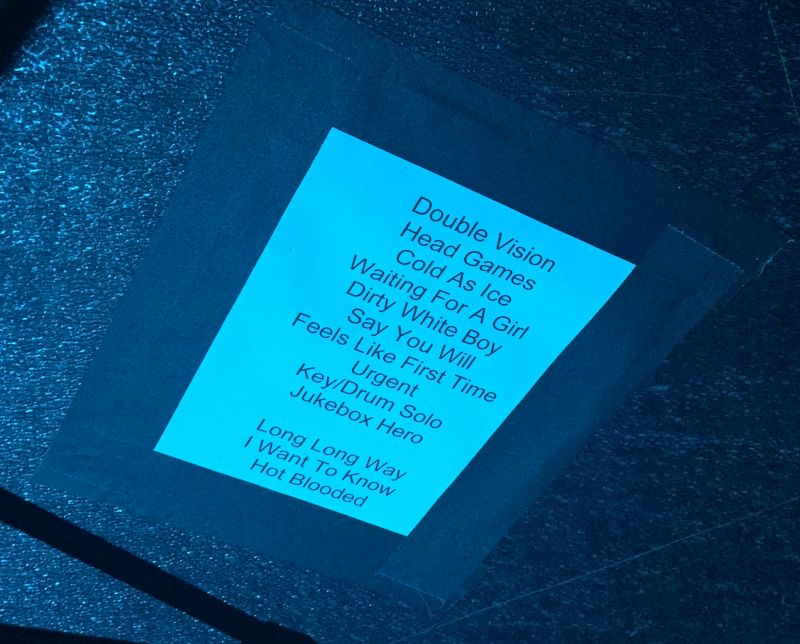 Double Vision
Head Games
Cold As Ice
Waiting For A Girl
Dirty White Boy
Say You Will
Feels Like First Time
Urgent
Key/Drum Solo
Jukebox Hero
Long Long Way
I Want To Know
Hot Blooded